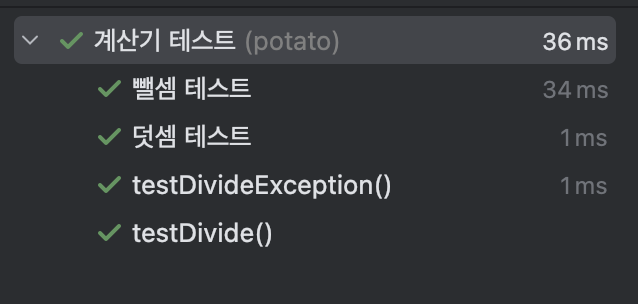 계산기 테스트 (potato) 36 ms
뺄셈 테스트 34 ms
덧셈 테스트 1 ms
testDivideException() 1 ms
testDivide()